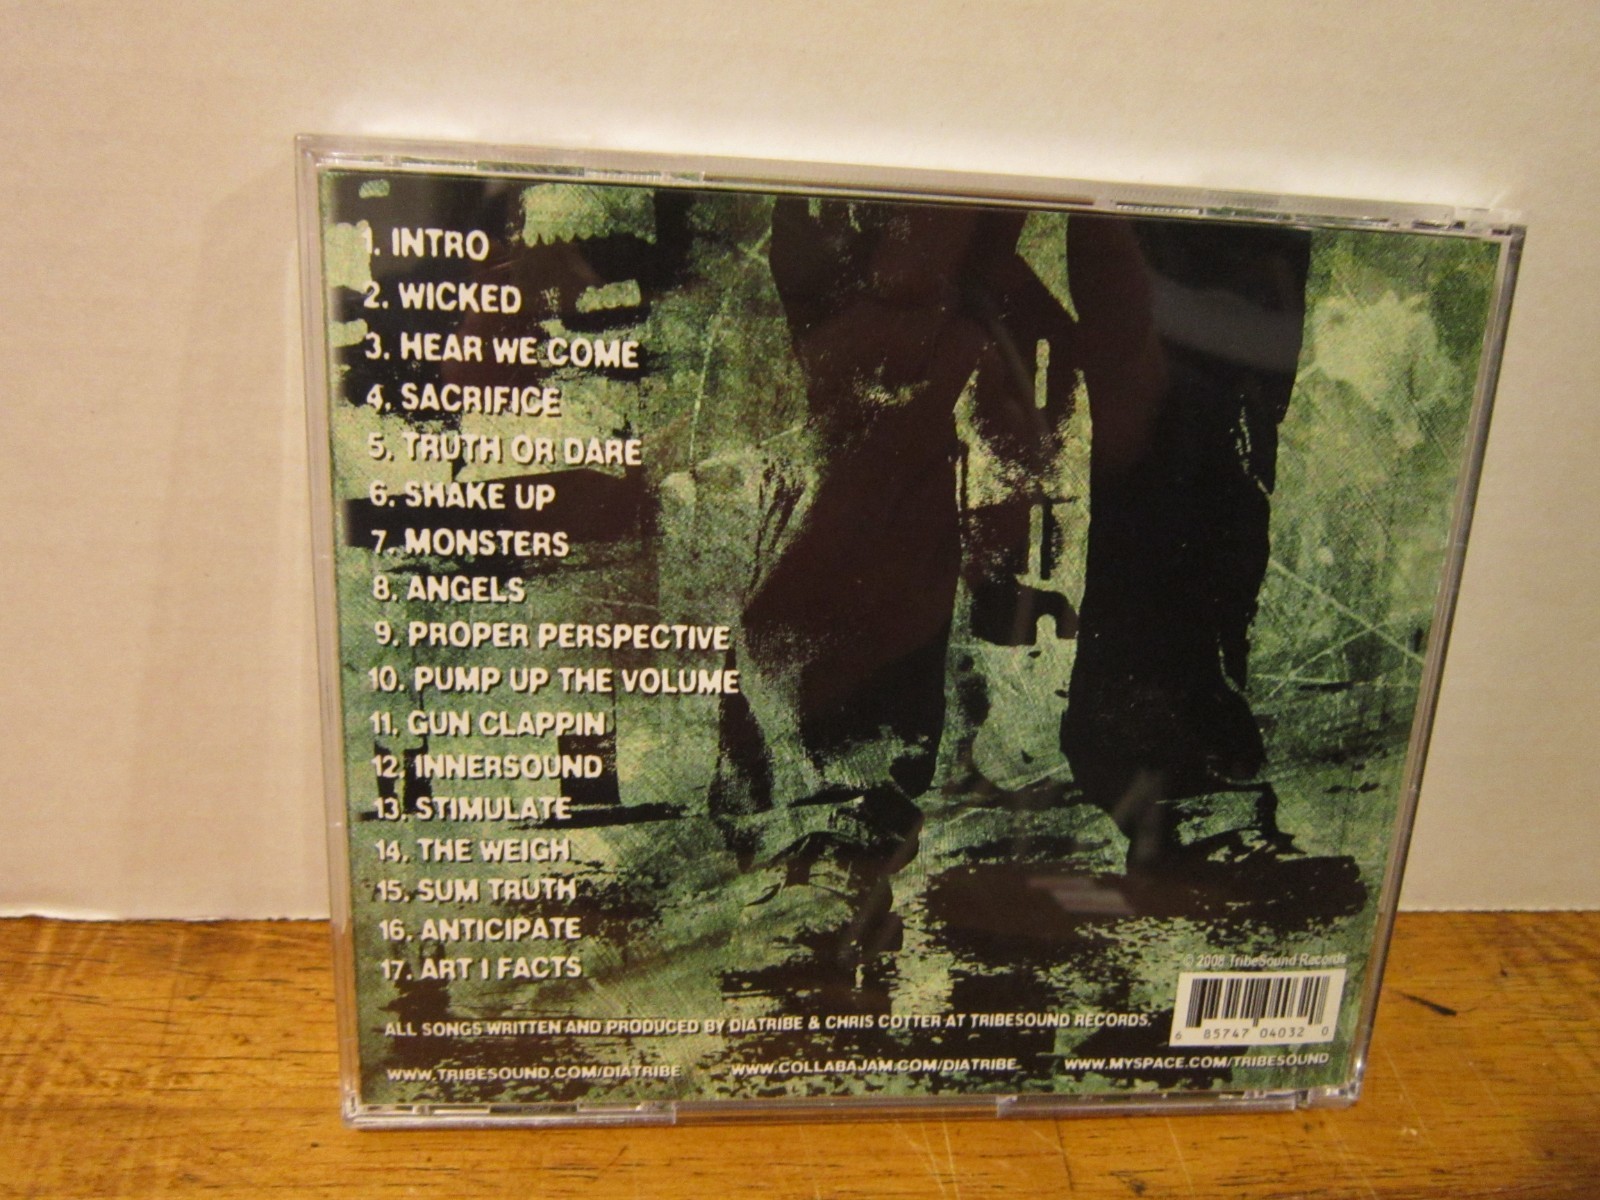 1. INTRO
2. WICKED
3. HEAR WE COME
4. SACRIFICE
5. TRUTH OR DARE
6. SHAKE UP
7. MONSTERS
8. ANGELS
9. PROPER PERSPECTIVE
10. PUMP UP THE VOLUME
11. GUN CLAPPIN
12. INNERSOUND
13. STIMULATE
14. THE WEIGH
15. SUM TRUTH
16. ANTICIPATE
17. ART I FACTS
© 2008 TribeSound Records
6 85747 04032 0
ALL SONGS WRITTEN AND PRODUCED BY DIATRIBE & CHRIS COTTER AT TRIBESOUND RECORDS.
WWW.TRIBESOUND.COM/DIATRIBE WWW.COLLABAJAM.COM/DIATRIBE WWW.MYSPACE.COM/TRIBESOUND